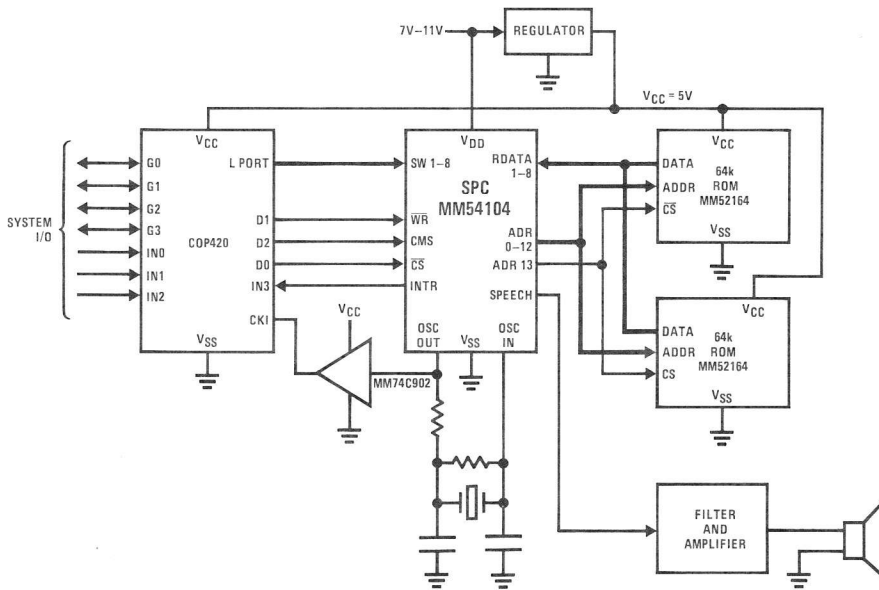 7V–11V
REGULATOR
VCC = 5V
SYSTEM
I/O
VCC
G0
G1
G2
G3
IN0
IN1
IN2
L PORT
D1
D2
D0
IN3
CKI
COP420
VSS
VDD
SW 1–8
SPC
MM54104
WR
CMS
CS
INTR
OSC
OUT
VSS
OSC
IN
RDATA
1–8
ADR
0–12
ADR 13
SPEECH
VCC
MM74C902
VCC
DATA
ADDR
CS
64k
ROM
MM52164
VSS
VCC
DATA
ADDR
CS
64k
ROM
MM52164
VSS
FILTER
AND
AMPLIFIER